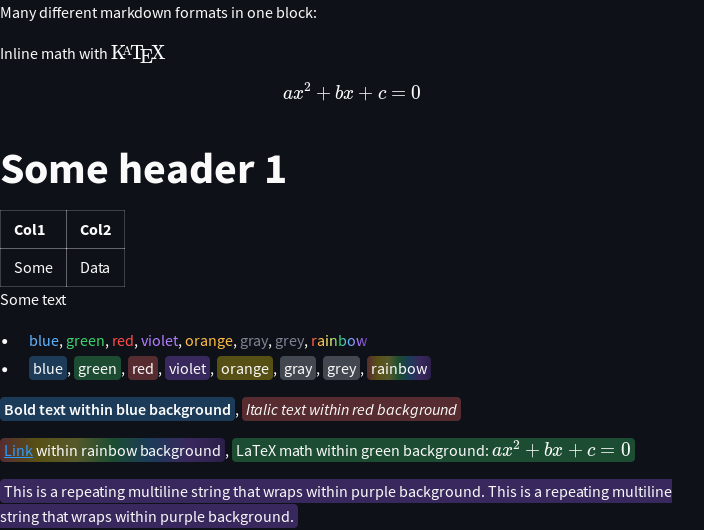 Many different markdown formats in one block:
Inline math with KATEX
ax² + bx + c = 0
Some header 1
Col1 Col2
Some Data
Some text
• blue, green, red, violet, orange, gray, grey, rainbow
• blue , green , red , violet , orange , gray , grey , rainbow
Bold text within blue background , Italic text within red background
Link within rainbow background , LaTeX math within green background: ax² + bx + c = 0
This is a repeating multiline string that wraps within purple background. This is a repeating multiline
string that wraps within purple background.